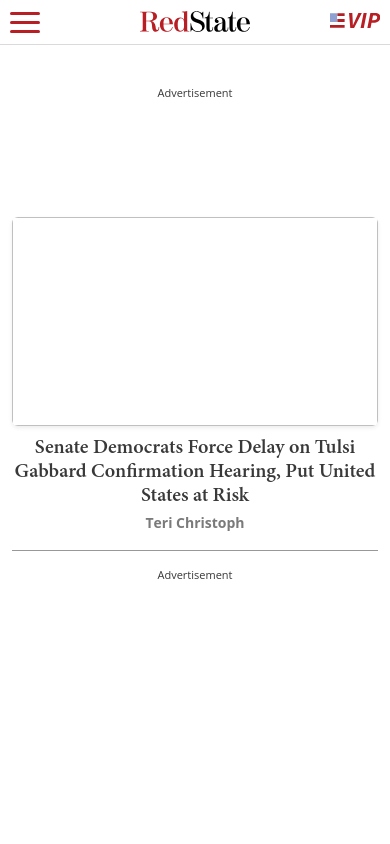 RedState
VIP
Advertisement
Senate Democrats Force Delay on Tulsi
Gabbard Confirmation Hearing, Put United
States at Risk
Teri Christoph
Advertisement